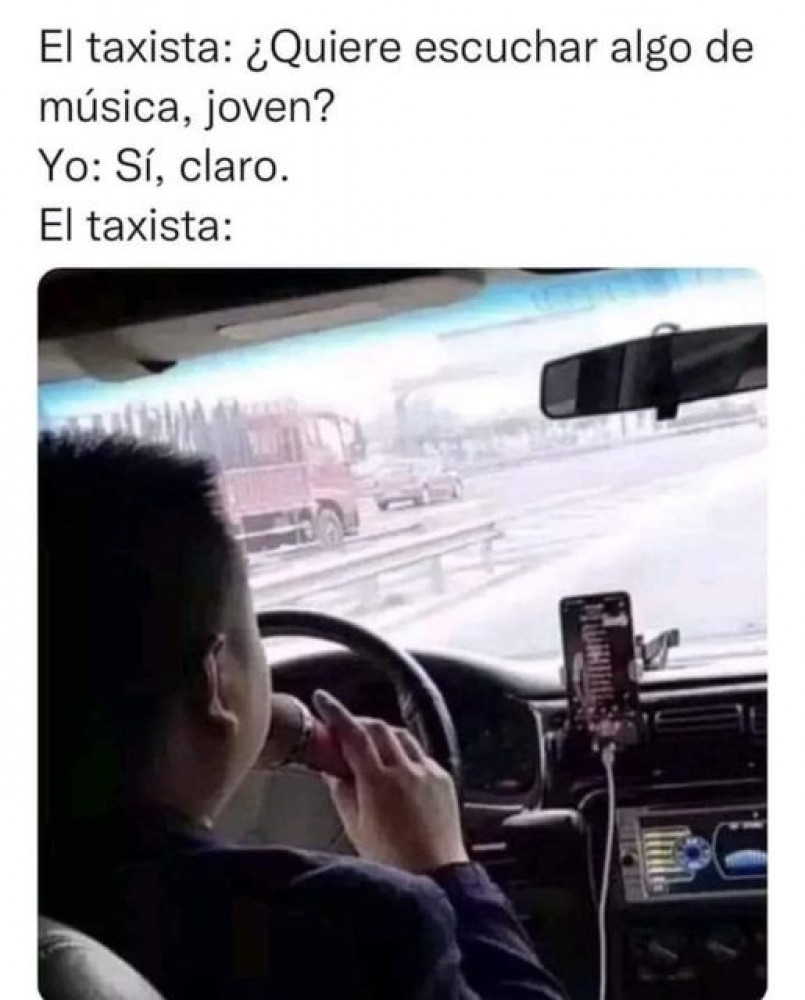 El taxista: ¿Quiere escuchar algo de
música, joven?
Yo: Sí, claro.
El taxista: